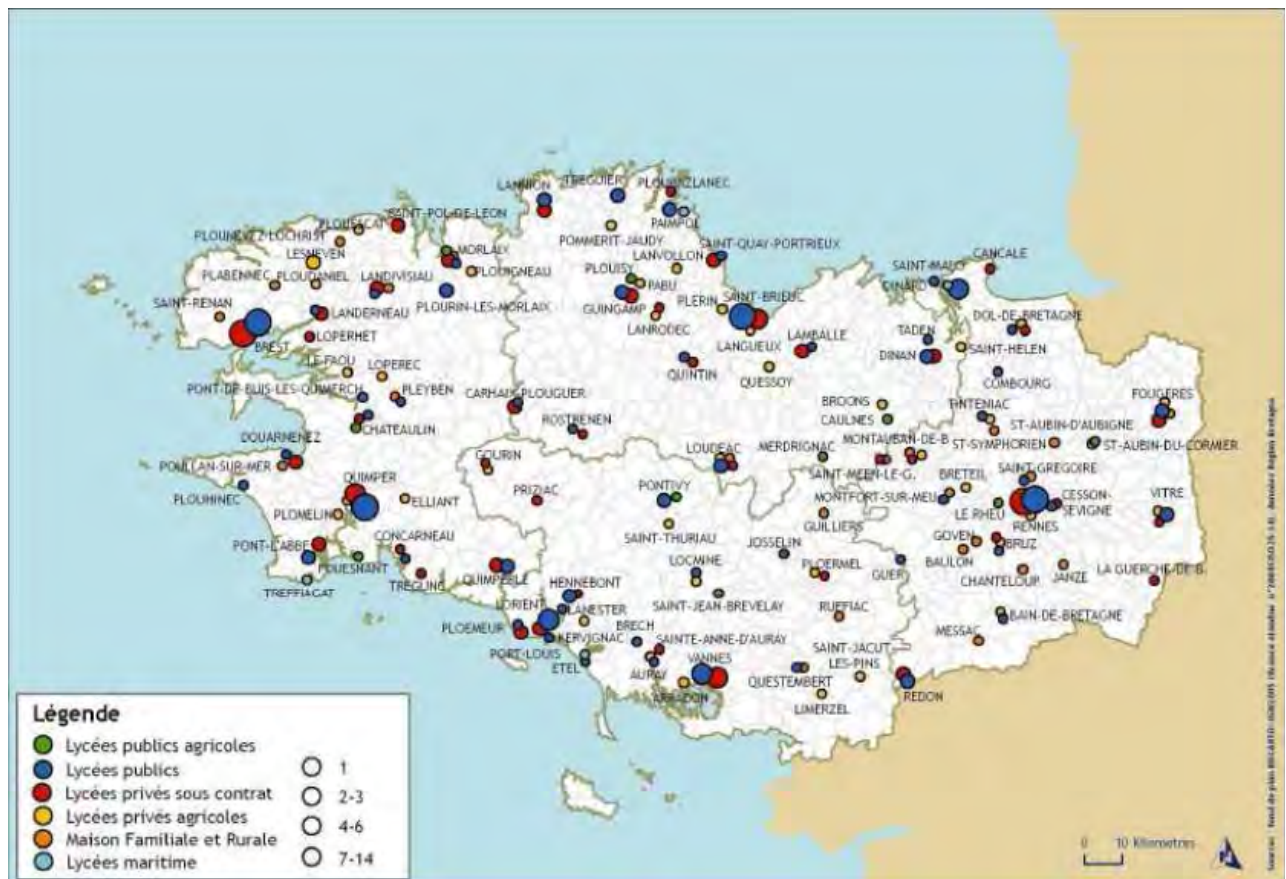 LANNION
TREGUIER
PAIMPOL
POMMERIT-JAUDY
SAINT-POL-DE-LEON
PLOUESCAT
PLOUNEVEZ-LOCHRIST
LESNEVEN
MORLAIX
PLOUIGNEAU
LANVOLLON
SAINT-QUAY-PORTRIEUX
CANCALE
SAINT-MALO
DINARD
PLABENNEC
PLOUDANIEL
LANDIVISIAU
PLOURIN-LES-MORLAIX
PLOUISY
PABU
GUINGAMP
PLERIN
SAINT-BRIEUC
DOL-DE-BRETAGNE
SAINT-RENAN
LANDERNEAU
BREST
LOPERHET
LANRODEC
LANGUEUX
LAMBALLE
TADEN
DINAN
SAINT-HELEN
LE-FAOU
LOPEREC
QUINTIN
QUESSOY
COMBOURG
PONT-DE-BUIS-LES-QUIMERCH
PLEYBEN
CARHAIX-PLOUGUER
BROONS
CAULNES
TINTENIAC
FOUGERES
CHATEAULIN
ROSTRENEN
ST-AUBIN-D'AUBIGNE
DOUARNENEZ
LOUDEAC
MERDRIGNAC
MONTAUBAN-DE-B
ST-SYMPHORIEN
ST-AUBIN-DU-CORMIER
POULLAN-SUR-MER
GOURIN
SAINT-MEEN-LE-G.
BRETEIL
SAINT-GREGOIRE
PLOUHINEC
QUIMPER
ELLIANT
PRIZIAC
PONTIVY
MONTFORT-SUR-MEU
CESSON-
SEVIGNE
VITRE
LE RHEU
RENNES
PLOMELIN
GUILLIERS
SAINT-THURIAU
PONT-L'ABBE
CONCARNEAU
JOSSELIN
GOVEN
BRUZ
BAULON
FOUESNANT
TREFFIAGAT
TREGUNC
QUIMPERLE
LOCMINE
PLOERMEL
GUER
CHANTELOUP
JANZE
LA GUERCHE-DE-B.
HENNEBONT
SAINT-JEAN-BREVELAY
RUFFIAC
BAIN-DE-BRETAGNE
LORIENT
LANESTER
PLOEMEUR
BRECH
KERVIGNAC
SAINTE-ANNE-D'AURAY
MESSAC
PORT-LOUIS
ETEL
AURAY
VANNES
SAINT-JACUT
LES-PINS
QUESTEMBERT
ARRADON
LIMERZEL
REDON
Légende
Lycées publics agricoles
Lycées publics
Lycées privés sous contrat
Lycées privés agricoles
Maison Familiale et Rurale
Lycées maritime
1
2-3
4-6
7-14
0 10 Kilometres